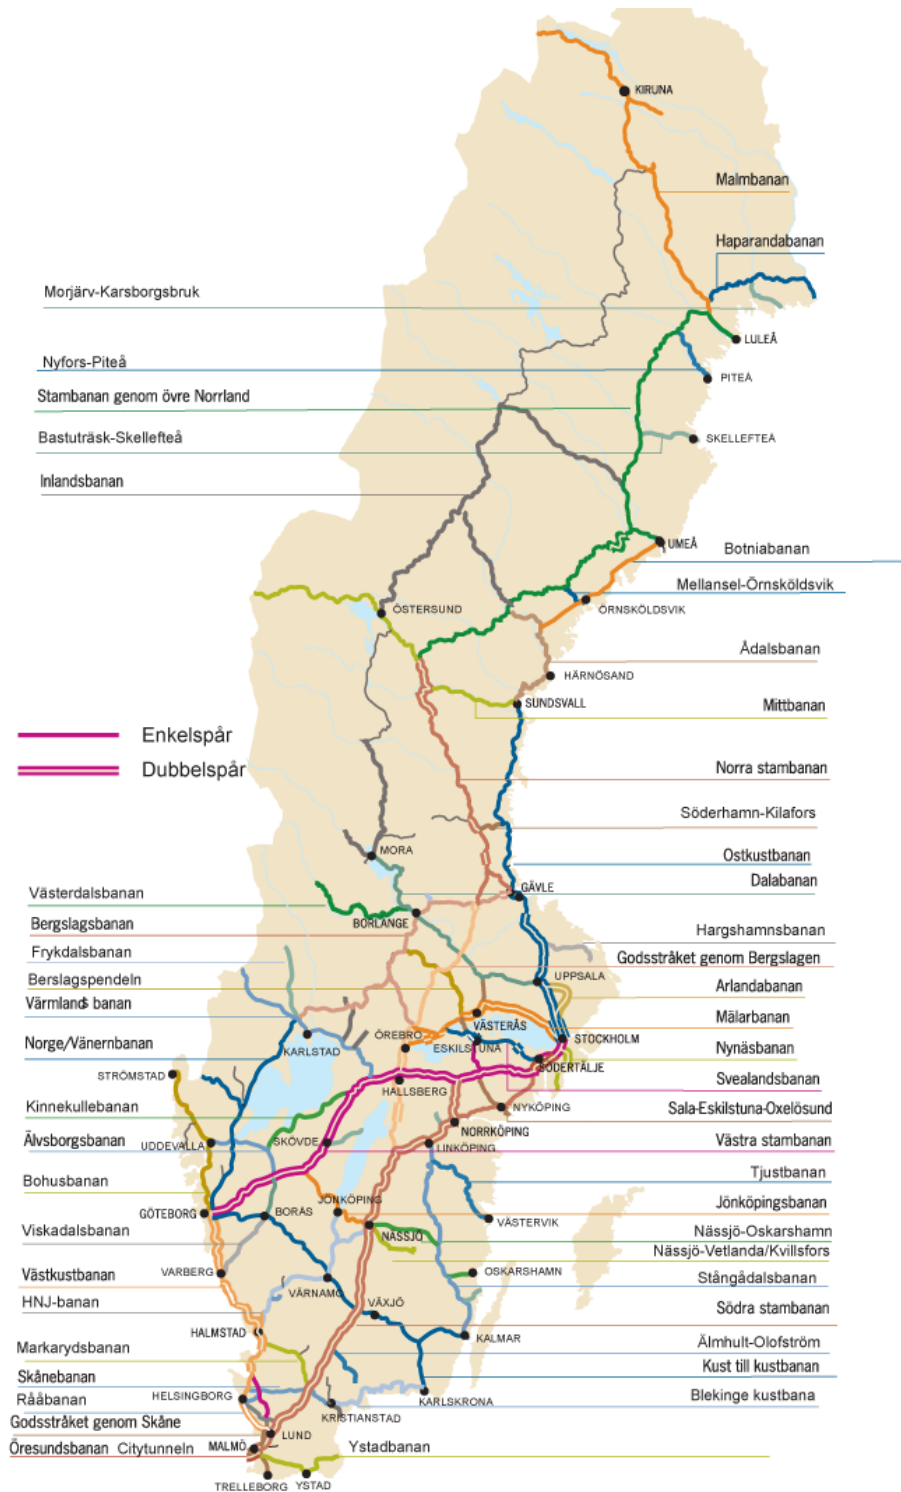 KIRUNA
Malmbanan
Haparandabanan
Morjärv-Karsborgsbruk
LULEÅ
Nyfors-Piteå
PITEÅ
Stambanan genom övre Norrland
Bastuträsk-Skellefteå
SKELLEFTEÅ
Inlandsbanan
UMEÅ
Botniabanan
Mellansel-Örnsköldsvik
ÖSTERSUND
ÖRNSKÖLDSVIK
Ådalsbanan
HÄRNÖSAND
SUNDSVALL
Mittbanan
Enkelspår
Dubbelspår
Norra stambanan
Söderhamn-Kilafors
MORA
Ostkustbanan
GÄVLE
Dalabanan
Västerdalsbanan
BORLÄNGE
Bergslagsbanan
Hargshamnsbanan
Frykdalsbanan
Godsstråket genom Bergslagen
Berslagspendeln
UPPSALA
Arlandabanan
Värmlands banan
VÄSTERÅS
Mälarbanan
Norge/Vänernbanan
KARLSTAD
ÖREBRO
ESKILSTUNA
STOCKHOLM
Nynäsbanan
STRÖMSTAD
SÖDERTÄLJE
HALLSBERG
Svealandsbanan
Kinnekullebanan
NYKÖPING
Sala-Eskilstuna-Oxelösund
Älvsborgsbanan
UDDEVALLA
SKÖVDE
NORRKÖPING
LINKÖPING
Västra stambanan
Bohusbanan
Tjustbanan
GÖTEBORG
BORÅS
JÖNKÖPING
Jönköpingsbanan
VÄSTERVIK
Viskadalsbanan
NÄSSJÖ
Nässjö-Oskarshamn
Nässjö-Vetlanda/Kvillsfors
Västkustbanan
VARBERG
VÄRNAMO
OSKARSHAMN
Stångådalsbanan
HNJ-banan
VÄXJÖ
Södra stambanan
HALMSTAD
KALMAR
Markarydsbanan
Älmhult-Olofström
Skånebanan
Kust till kustbanan
Rååbanan
HELSINGBORG
KARLSKRONA
Blekinge kustbana
KRISTIANSTAD
Godsstråket genom Skåne
LUND
Öresundsbanan Citytunneln
MALMÖ
Ystadbanan
TRELLEBORG
YSTAD